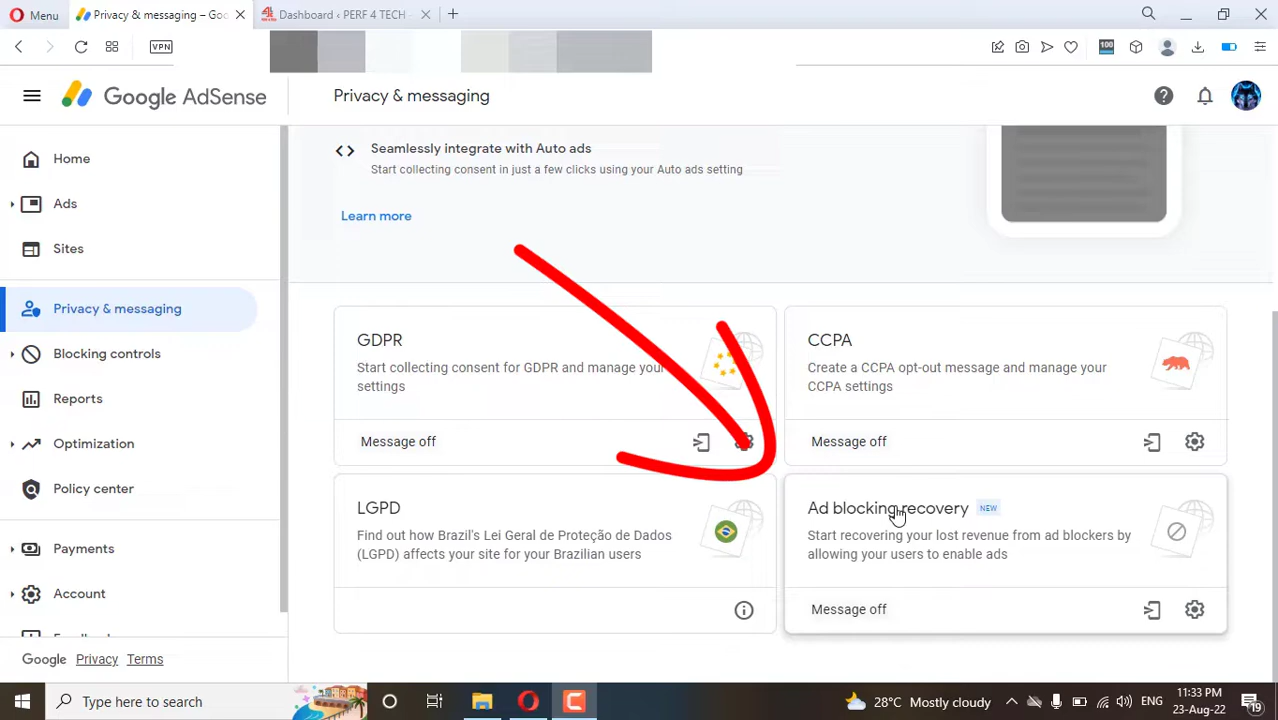 Menu
Privacy & messaging – Goo
Dashboard ‹ PERF 4 TECH –
VPN
100
Google AdSense
Privacy & messaging
Home
Ads
Sites
Privacy & messaging
Blocking controls
Reports
Optimization
Policy center
Payments
Account
Google Privacy Terms
Seamlessly integrate with Auto ads
Start collecting consent in just a few clicks using your Auto ads setting
Learn more
GDPR
Start collecting consent for GDPR and manage your
settings
Message off
CCPA
Create a CCPA opt-out message and manage your
CCPA settings
Message off
LGPD
Find out how Brazil's Lei Geral de Proteção de Dados
(LGPD) affects your site for your Brazilian users
Ad blocking recovery NEW
Start recovering your lost revenue from ad blockers by
allowing your users to enable ads
Message off
Type here to search
28°C Mostly cloudy
ENG
11:33 PM
23-Aug-22
19